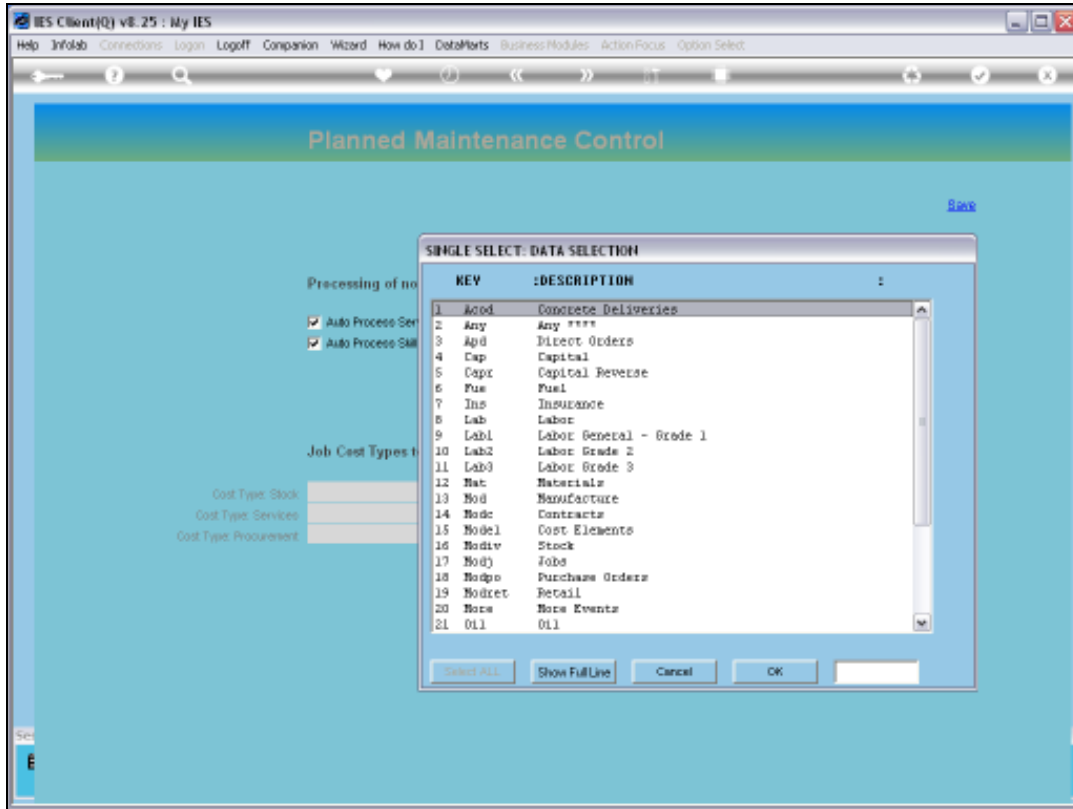 IES Client(Q) v8.25 : My IES
Help Infolab Connections Logon Logoff Companion Wizard How do I DataMarts Business Modules Action Focus Option Select
Planned Maintenance Control
Save
SINGLE SELECT: DATA SELECTION
KEY :DESCRIPTION :
Processing of no
Auto Process Ser
Auto Process Skill
1 Acod Concrete Deliveries
2 Any Any ****
3 Apd Direct Orders
4 Cap Capital
5 Capr Capital Reverse
6 Fue Fuel
7 Ins Insurance
8 Lab Labor
9 Lab1 Labor General - Grade 1
10 Lab2 Labor Grade 2
11 Lab3 Labor Grade 3
12 Mat Materials
13 Mod Manufacture
14 Modc Contracts
15 Model Cost Elements
16 Modiv Stock
17 Modj Jobs
18 Modpo Purchase Orders
19 Modret Retail
20 More More Events
21 Oil Oil
Job Cost Types t
Cost Type: Stock
Cost Type: Services
Cost Type: Procurement
Select ALL Show Full Line Cancel OK